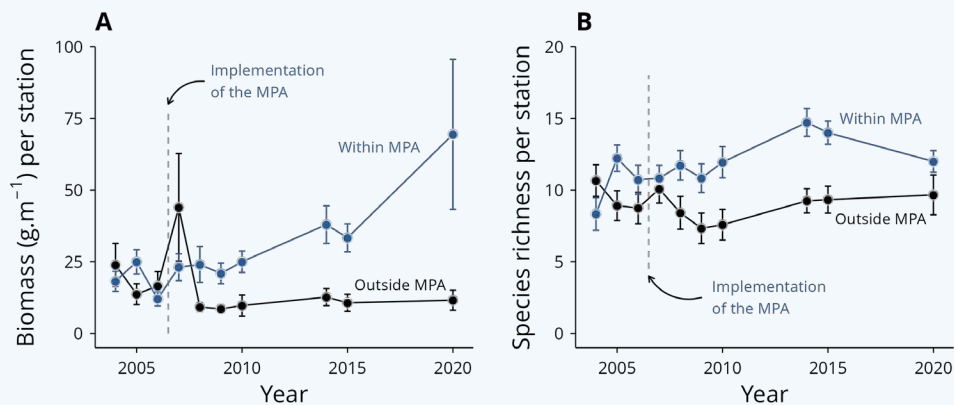 A
Biomass (g.m⁻¹) per station
100
75
50
25
0
Implementation
of the MPA
Within MPA
Outside MPA
2005
2010
2015
2020
Year
B
Species richness per station
20
15
10
5
0
Within MPA
Outside MPA
Implementation
of the MPA
2005
2010
2015
2020
Year